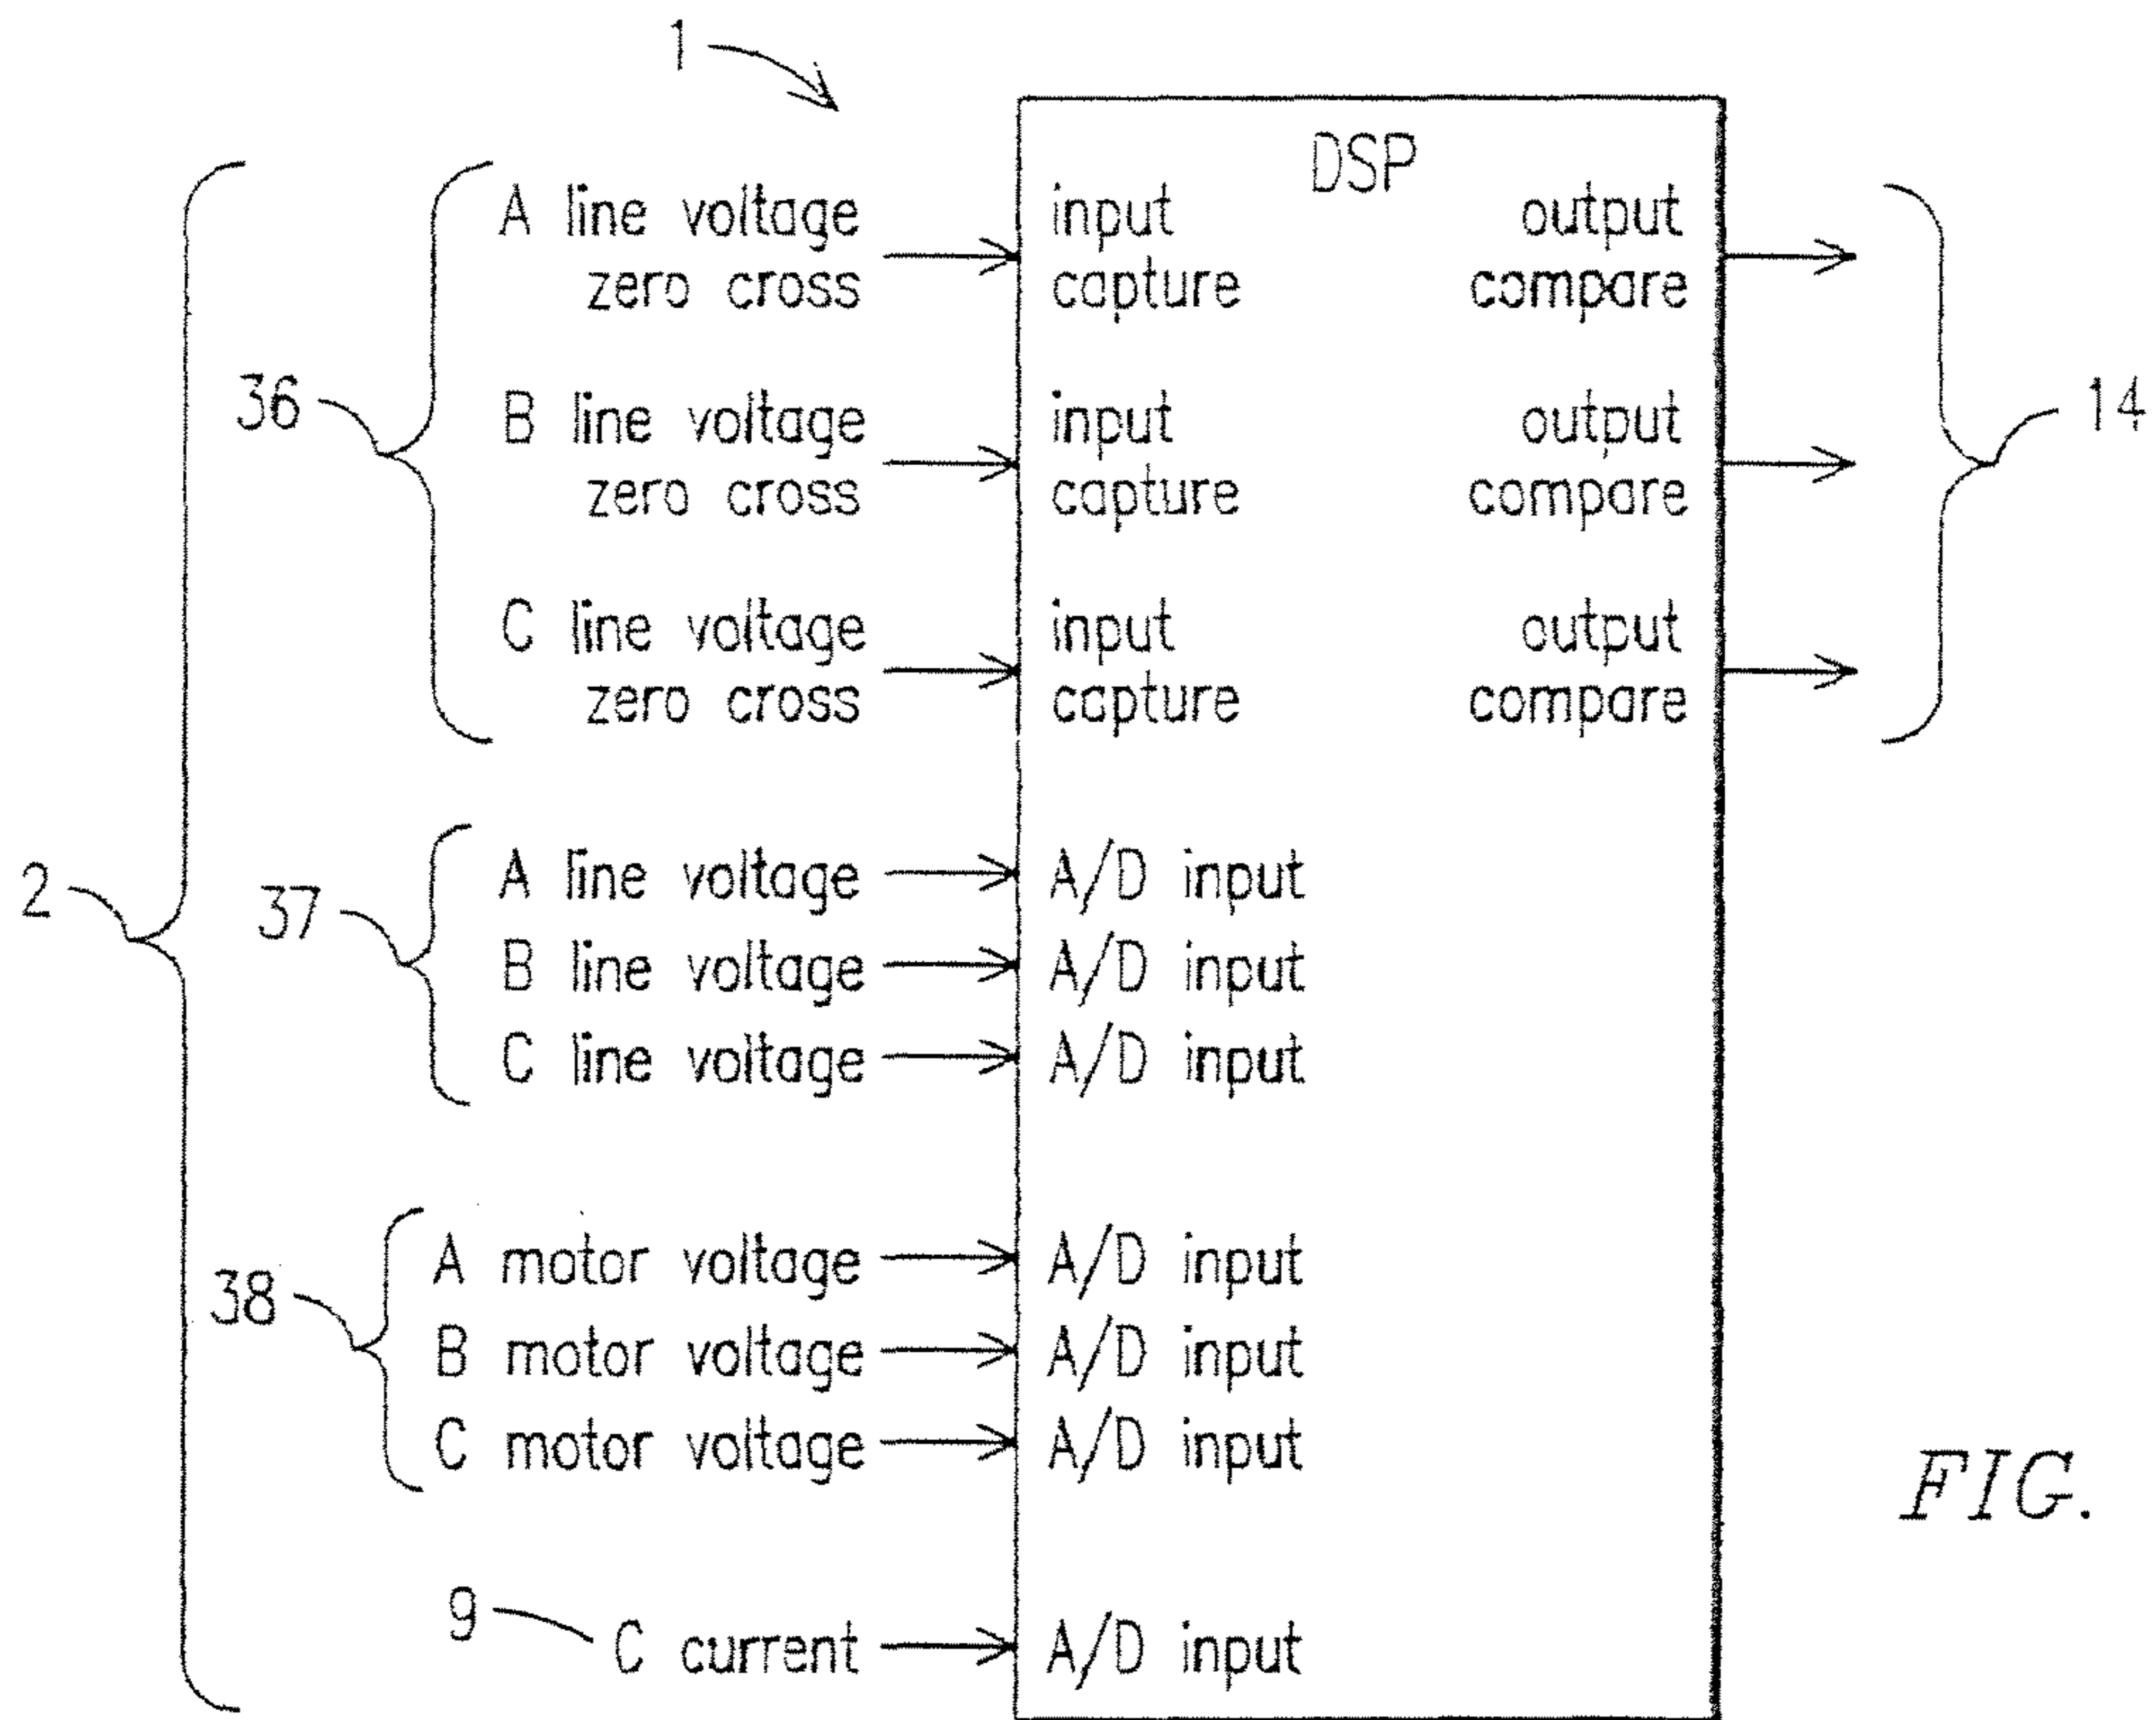 1
DSP
A line voltage zero cross
input capture
output compare
36
B line voltage zero cross
input capture
output compare
14
C line voltage zero cross
input capture
output compare
2
37
A line voltage
A/D input
B line voltage
A/D input
C line voltage
A/D input
38
A motor voltage
A/D input
B motor voltage
A/D input
C motor voltage
A/D input
FIG.
9
C current
A/D input